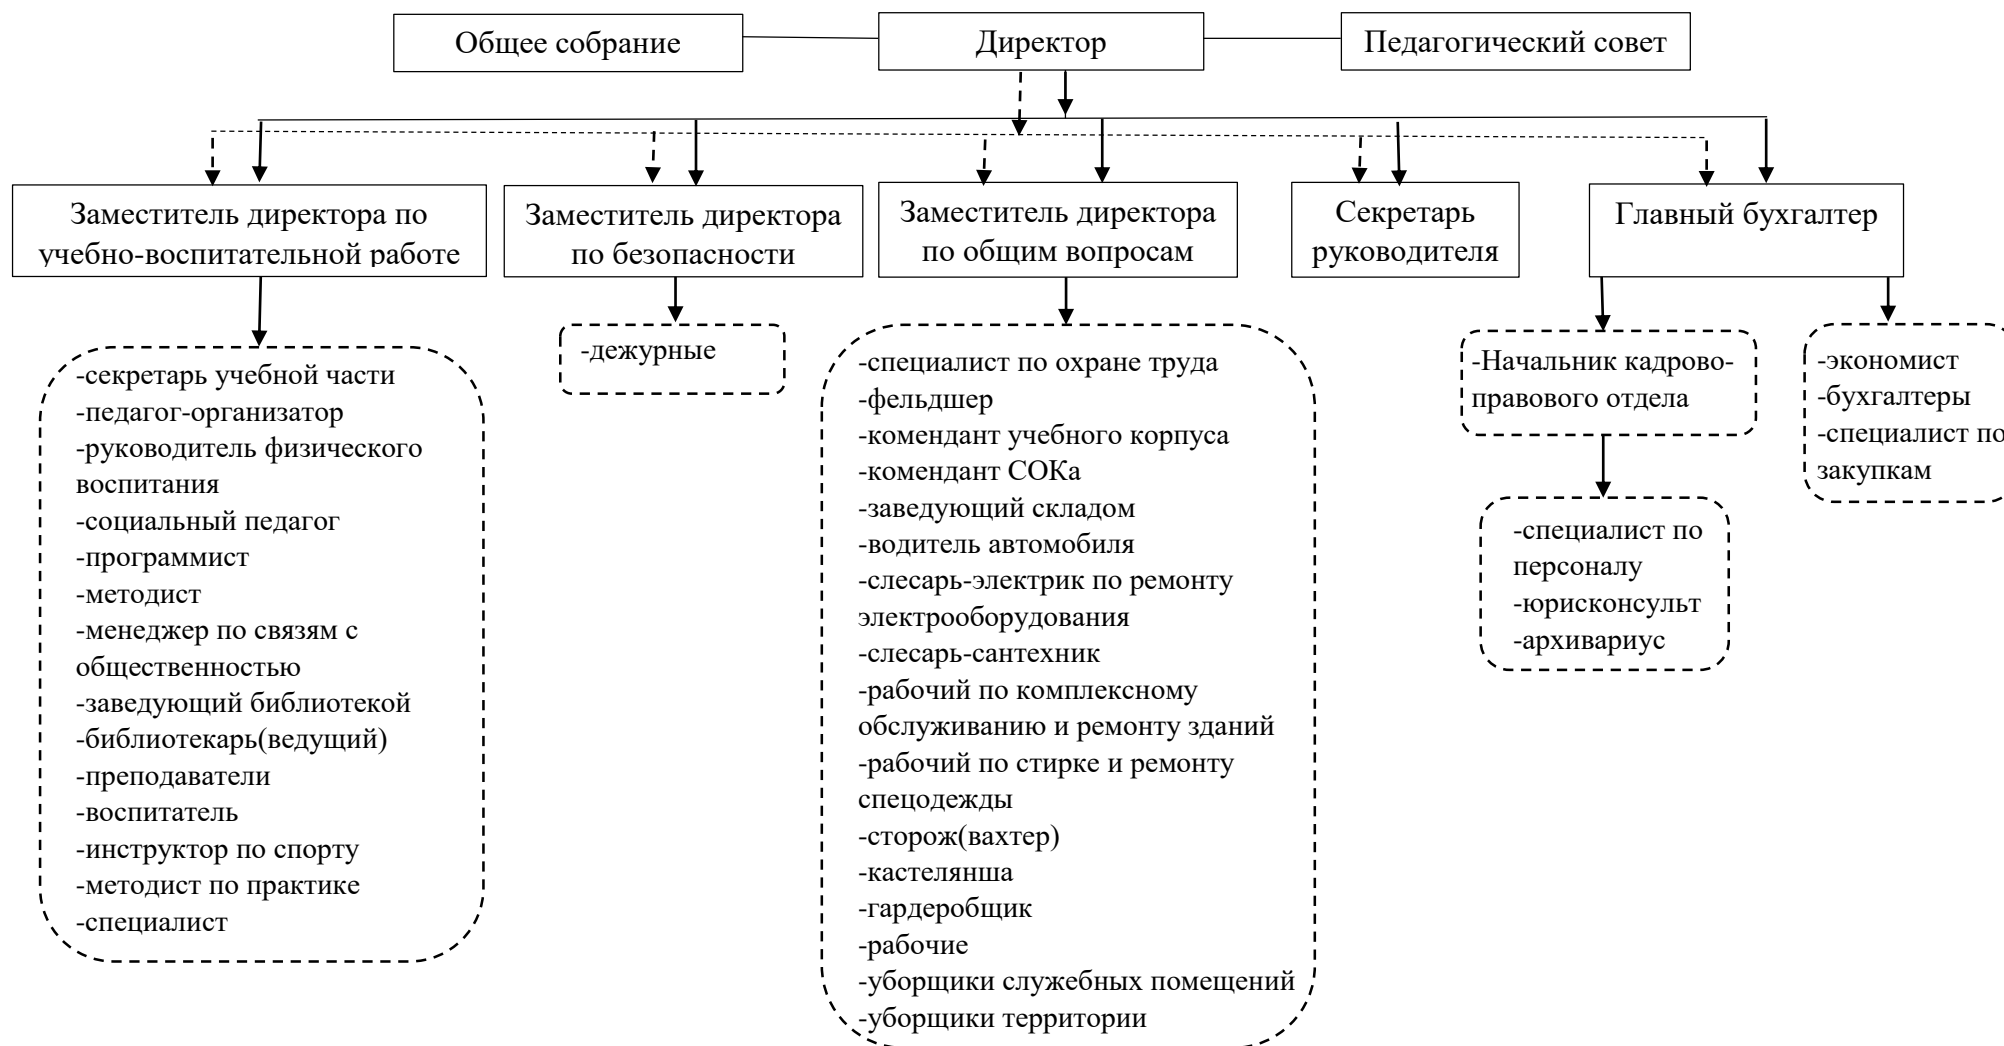 Общее собрание
Директор
Педагогический совет
Заместитель директора по
учебно-воспитательной работе
Заместитель директора
по безопасности
Заместитель директора
по общим вопросам
Секретарь
руководителя
Главный бухгалтер
-секретарь учебной части
-педагог-организатор
-руководитель физического
воспитания
-социальный педагог
-программист
-методист
-менеджер по связям с
общественностью
-заведующий библиотекой
-библиотекарь(ведущий)
-преподаватели
-воспитатель
-инструктор по спорту
-методист по практике
-специалист
-дежурные
-специалист по охране труда
-фельдшер
-комендант учебного корпуса
-комендант СОКа
-заведующий складом
-водитель автомобиля
-слесарь-электрик по ремонту
электрооборудования
-слесарь-сантехник
-рабочий по комплексному
обслуживанию и ремонту зданий
-рабочий по стирке и ремонту
спецодежды
-сторож(вахтер)
-кастелянша
-гардеробщик
-рабочие
-уборщики служебных помещений
-уборщики территории
-Начальник кадрово-
правового отдела
-специалист по
персоналу
-юрисконсульт
-архивариус
-экономист
-бухгалтеры
-специалист по
закупкам